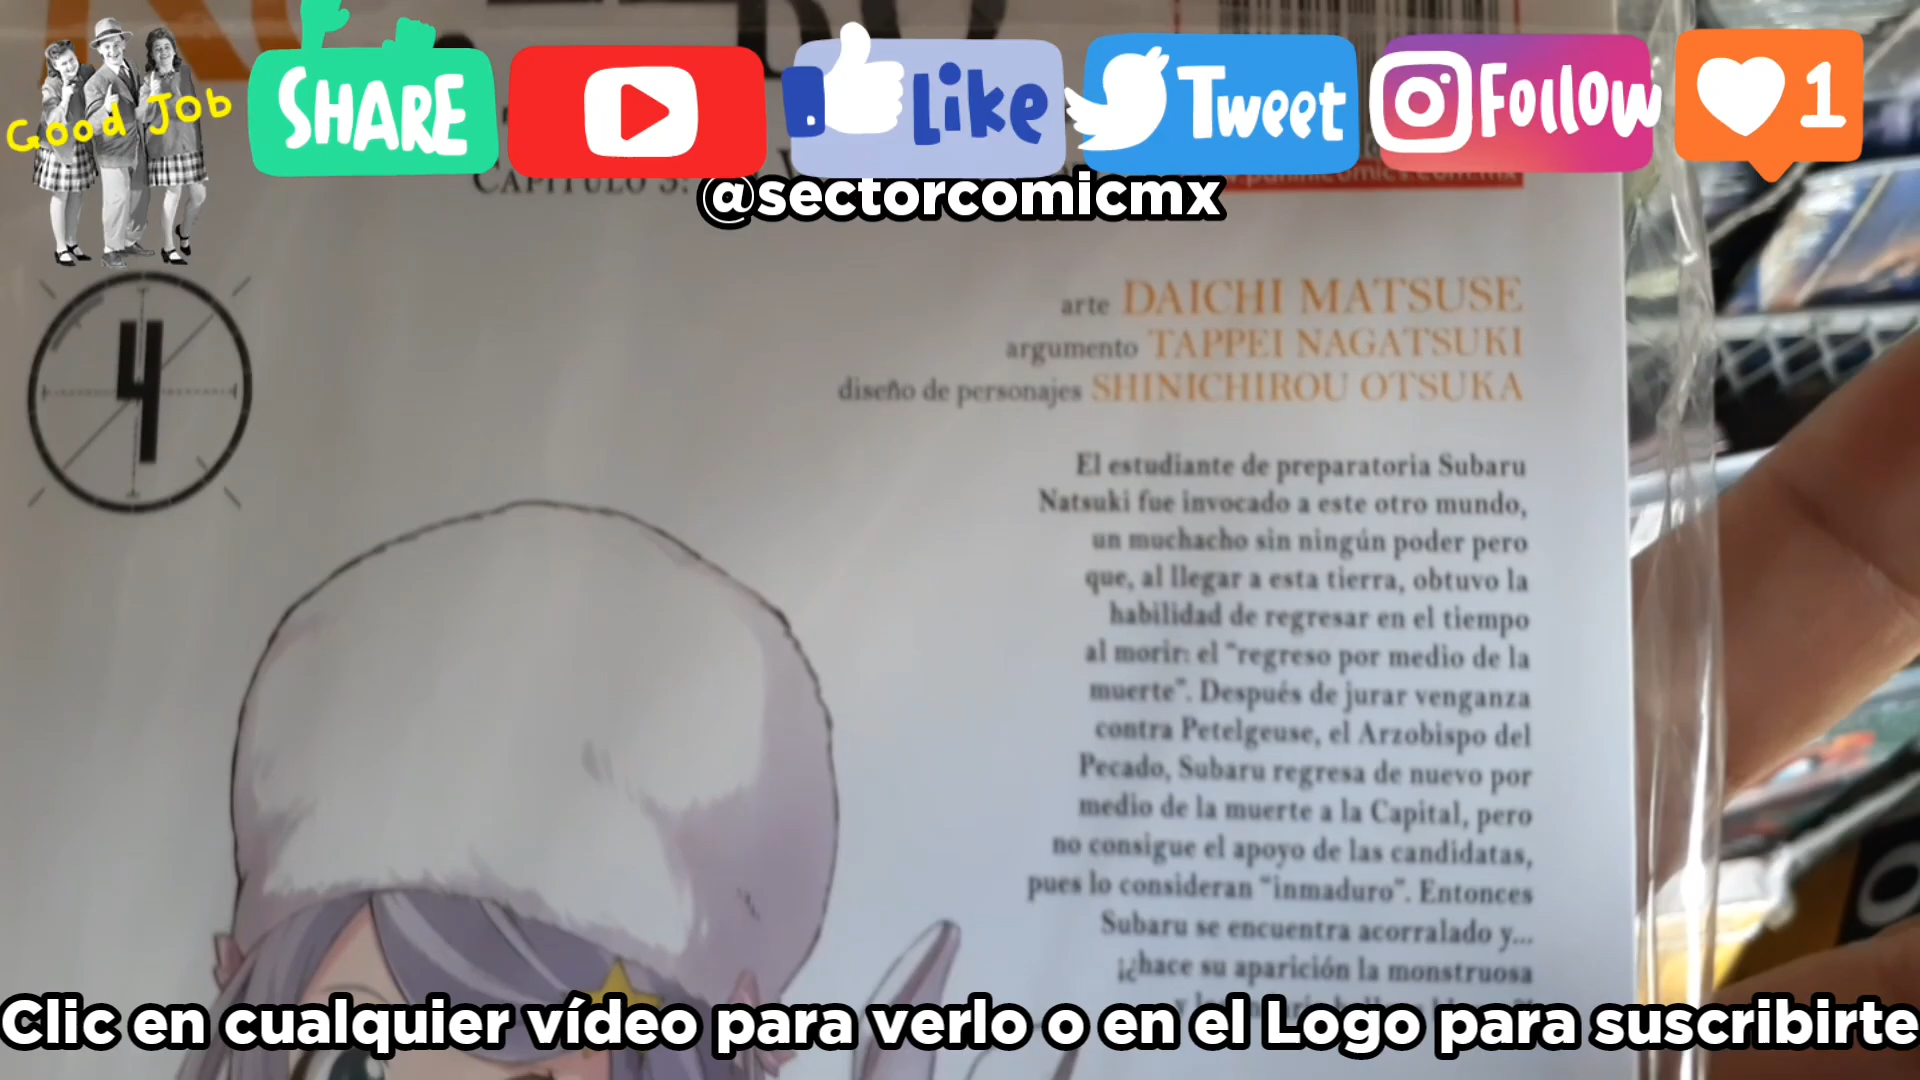 Good Job
SHARE
Like
Tweet
Follow
1
CAPÍTULO 3:
@sectorcomicmx
4
arte DAICHI MATSUSE
argumento TAPPEI NAGATSUKI
diseño de personajes SHINICHIROU OTSUKA
El estudiante de preparatoria Subaru
Natsuki fue invocado a este otro mundo,
un muchacho sin ningún poder pero
que, al llegar a esta tierra, obtuvo la
habilidad de regresar en el tiempo
al morir: el “regreso por medio de la
muerte”. Después de jurar venganza
contra Petelgeuse, el Arzobispo del
Pecado, Subaru regresa de nuevo por
medio de la muerte a la Capital, pero
no consigue el apoyo de las candidatas,
pues lo consideran “inmaduro”. Entonces
Subaru se encuentra acorralado y...
¡¿hace su aparición la monstruosa
Clic en cualquier vídeo para verlo o en el Logo para suscribirte